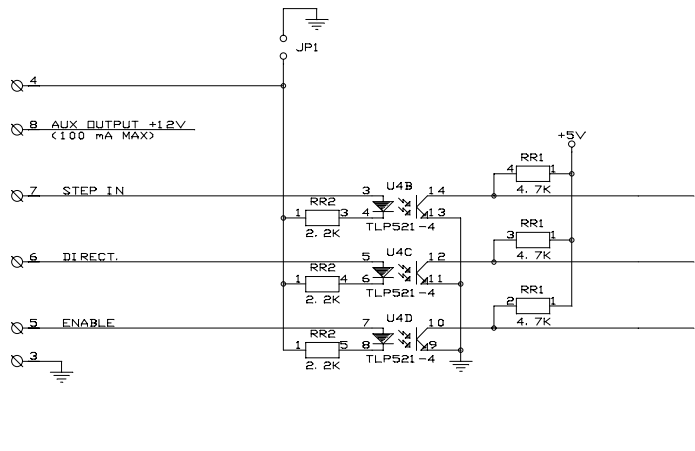 JP1
4
8 AUX OUTPUT +12V
(100 mA MAX)
+5V
RR1
4 1
4.7K
7 STEP IN
3 U4B 14
RR2
1 3 4 13
2.2K
TLP521-4
RR1
3 1
4.7K
6 DIRECT.
5 U4C 12
RR2
1 4 6 11
2.2K
TLP521-4
RR1
2 1
4.7K
5 ENABLE
7 U4D 10
RR2
1 5 8 9
2.2K
TLP521-4
3